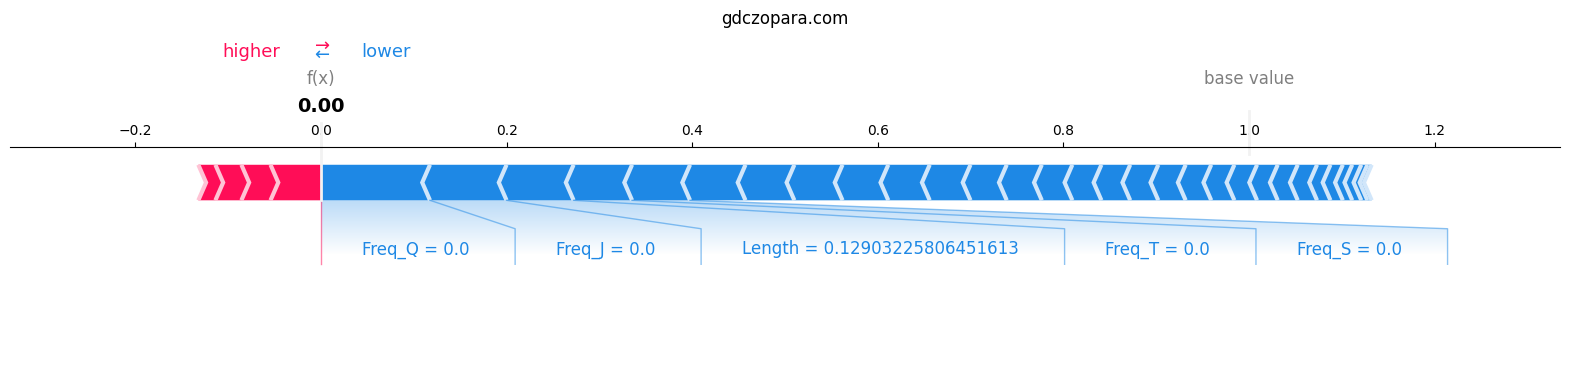 gdczopara.com
higher ⇄ lower
f(x) base value
0.00
−0.2 0.0 0.2 0.4 0.6 0.8 1.0 1.2
Freq_Q = 0.0 Freq_J = 0.0 Length = 0.12903225806451613 Freq_T = 0.0 Freq_S = 0.0